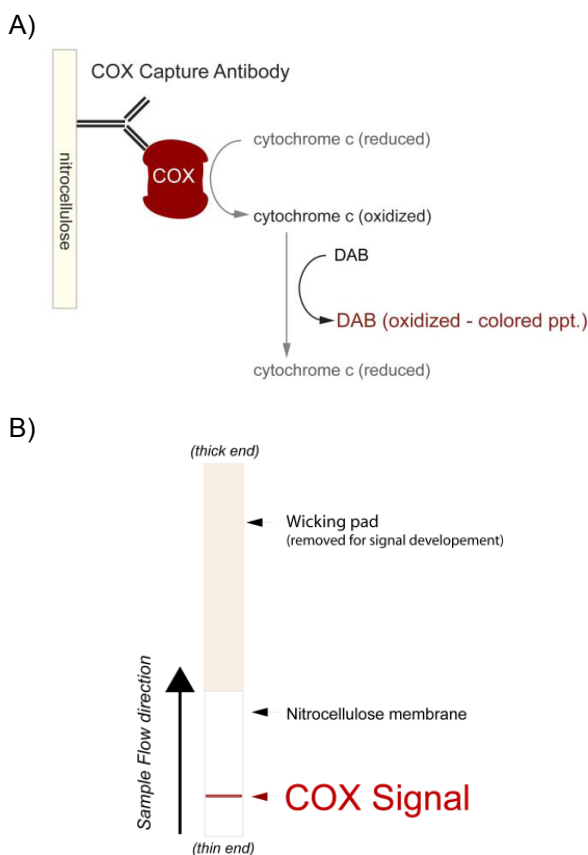 A)
COX Capture Antibody
nitrocellulose
cytochrome c (reduced)
COX
cytochrome c (oxidized)
DAB
DAB (oxidized - colored ppt.)
cytochrome c (reduced)
B)
(thick end)
Wicking pad
(removed for signal developement)
Sample Flow direction
Nitrocellulose membrane
COX Signal
(thin end)